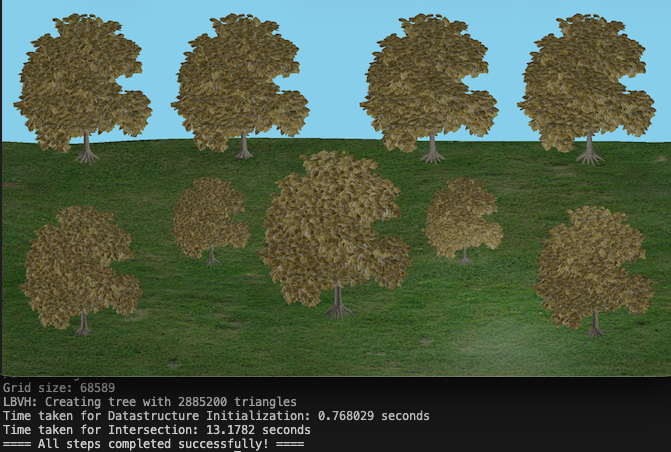 Grid size: 68589
LBVH: Creating tree with 2885200 triangles
Time taken for Datastructure Initialization: 0.768029 seconds
Time taken for Intersection: 13.1782 seconds
==== All steps completed successfully! ====